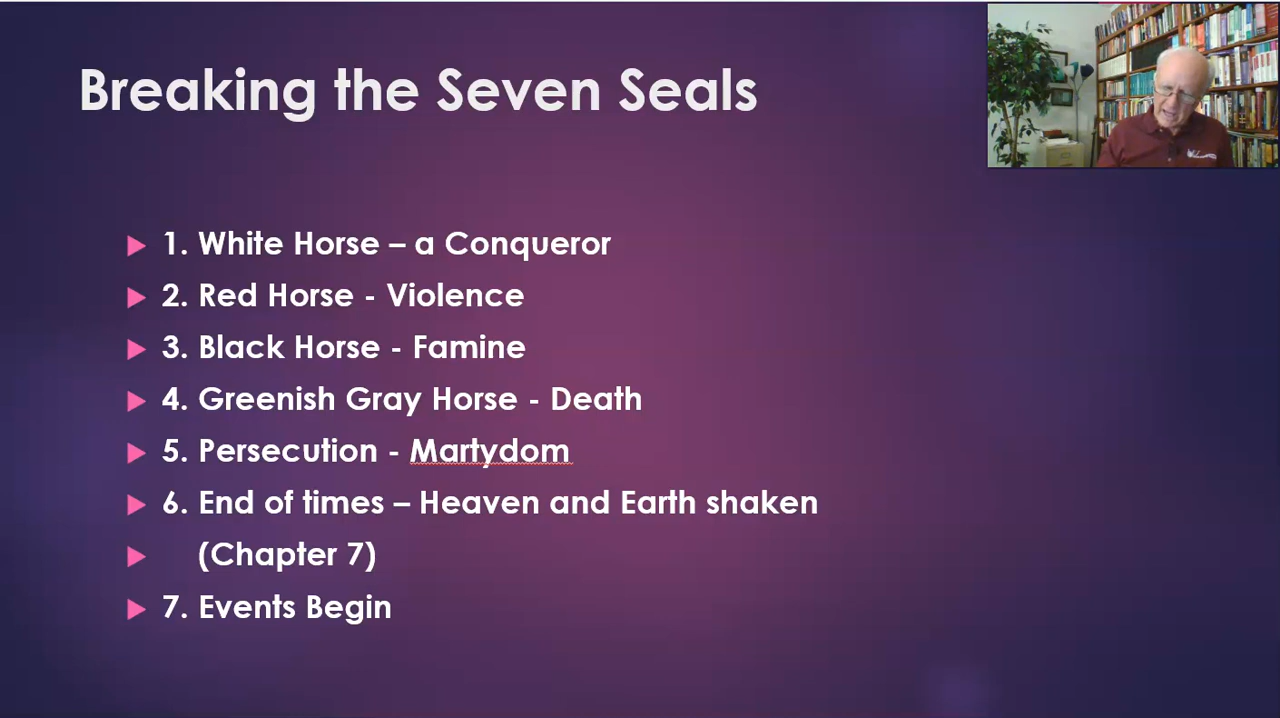 Breaking the Seven Seals
1. White Horse – a Conqueror
2. Red Horse - Violence
3. Black Horse - Famine
4. Greenish Gray Horse - Death
5. Persecution - Martydom
6. End of times – Heaven and Earth shaken
(Chapter 7)
7. Events Begin